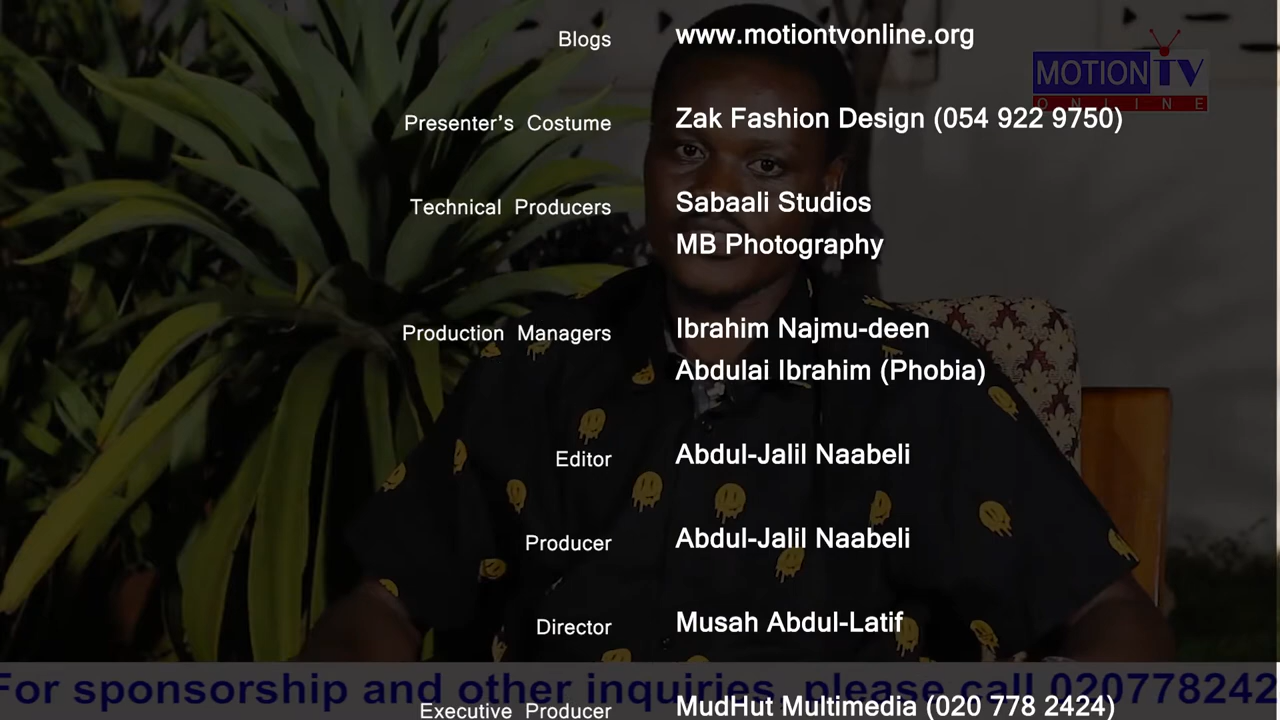 Blogs www.motiontvonline.org
MOTION TV
ONLINE
Presenter's Costume Zak Fashion Design (054 922 9750)
Technical Producers Sabaali Studios
MB Photography
Production Managers Ibrahim Najmu-deen
Abdulai Ibrahim (Phobia)
Editor Abdul-Jalil Naabeli
Producer Abdul-Jalil Naabeli
Director Musah Abdul-Latif
For sponsorship and other inquiries, please call 020778242
Executive Producer MudHut Multimedia (020 778 2424)